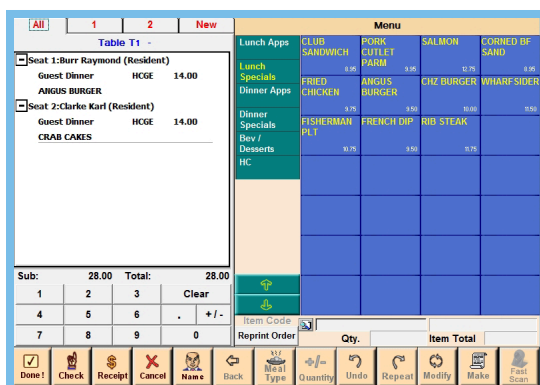 All 1 2 New
Table T1 -
Seat 1:Burr Raymond (Resident)
Guest Dinner HCGE 14.00
ANGUS BURGER
Seat 2:Clarke Karl (Resident)
Guest Dinner HCGE 14.00
CRAB CAKES
Sub: 28.00 Total: 28.00
1 2 3 Clear
4 5 6 . +/-
7 8 9 0
Menu
Lunch Apps
Lunch
Specials
Dinner Apps
Dinner
Specials
Bev /
Desserts
HC
CLUB
SANDWICH
8.95
PORK
CUTLET
PARM
9.95
SALMON
12.75
CORNED BF
SAND
8.95
FRIED
CHICKEN
9.75
ANGUS
BURGER
9.50
CHZ BURGER
10.00
WHARFSIDER
11.50
FISHERMAN
PLT
10.75
FRENCH DIP
9.50
RIB STEAK
11.75
Item Code
Reprint Order
Qty.
Item Total
Done!
Check
Receipt
Cancel
Name
Back
Meal
Type
+/-
Quantity
Undo
Repeat
Modify
Make
Fast
Scan